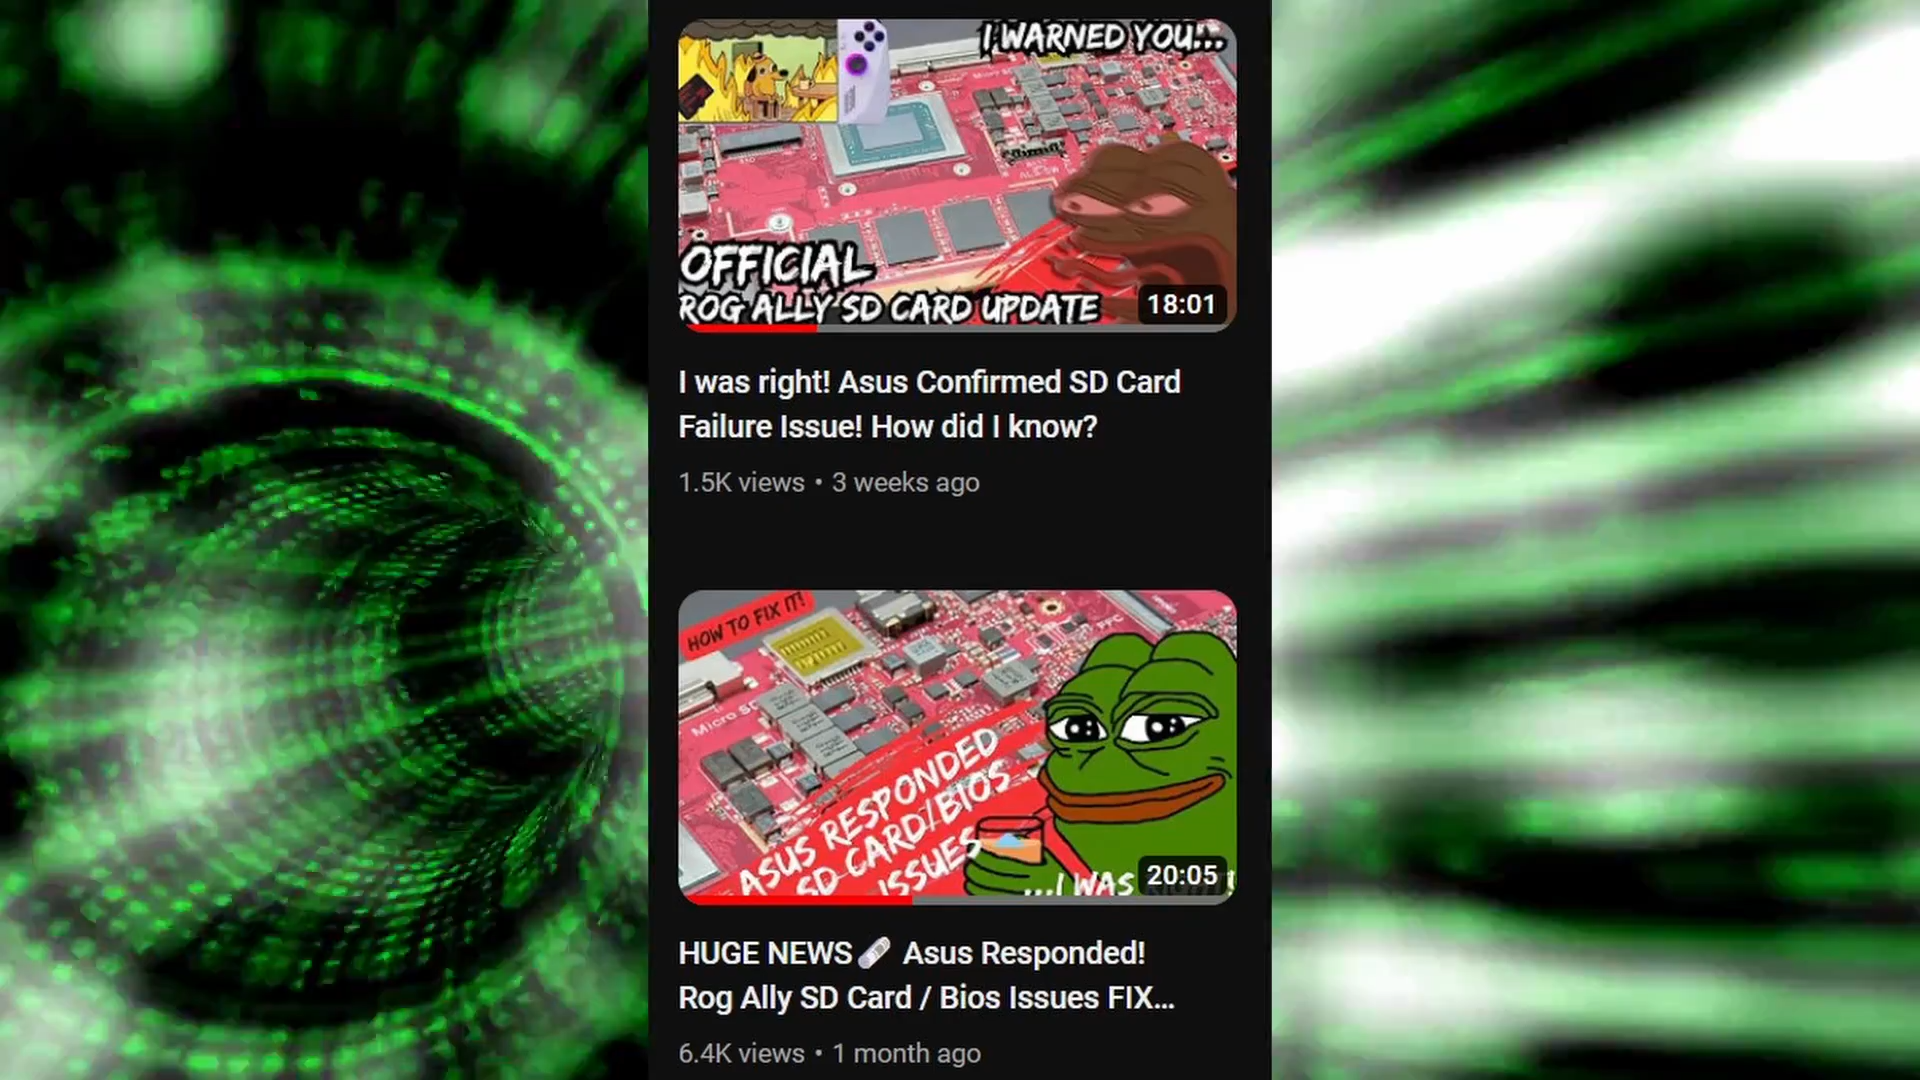 I WARNED YOU...
OFFICIAL
ROG ALLY SD CARD UPDATE
18:01
I was right! Asus Confirmed SD Card
Failure Issue! How did I know?
1.5K views • 3 weeks ago
HOW TO FIX IT!
Micro SD
ASUS RESPONDED
SD CARD/BIOS
ISSUES
...I WAS
20:05
HUGE NEWS🩹 Asus Responded!
Rog Ally SD Card / Bios Issues FIX...
6.4K views • 1 month ago